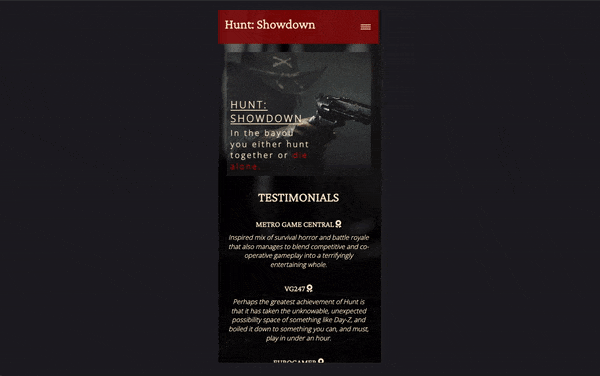 Hunt: Showdown
HUNT:
SHOWDOWN
In the bayou
you either hunt
together or die
alone.
TESTIMONIALS
METRO GAME CENTRAL
Inspired mix of survival horror and battle royale
that also manages to blend competitive and co-
operative gameplay into a terrifyingly
entertaining whole.
VG247
Perhaps the greatest achievement of Hunt is
that it has taken the unknowable, unexpected
possibility space of something like Day-Z, and
boiled it down to something you can, and must,
play in under an hour.
EUROGAMER